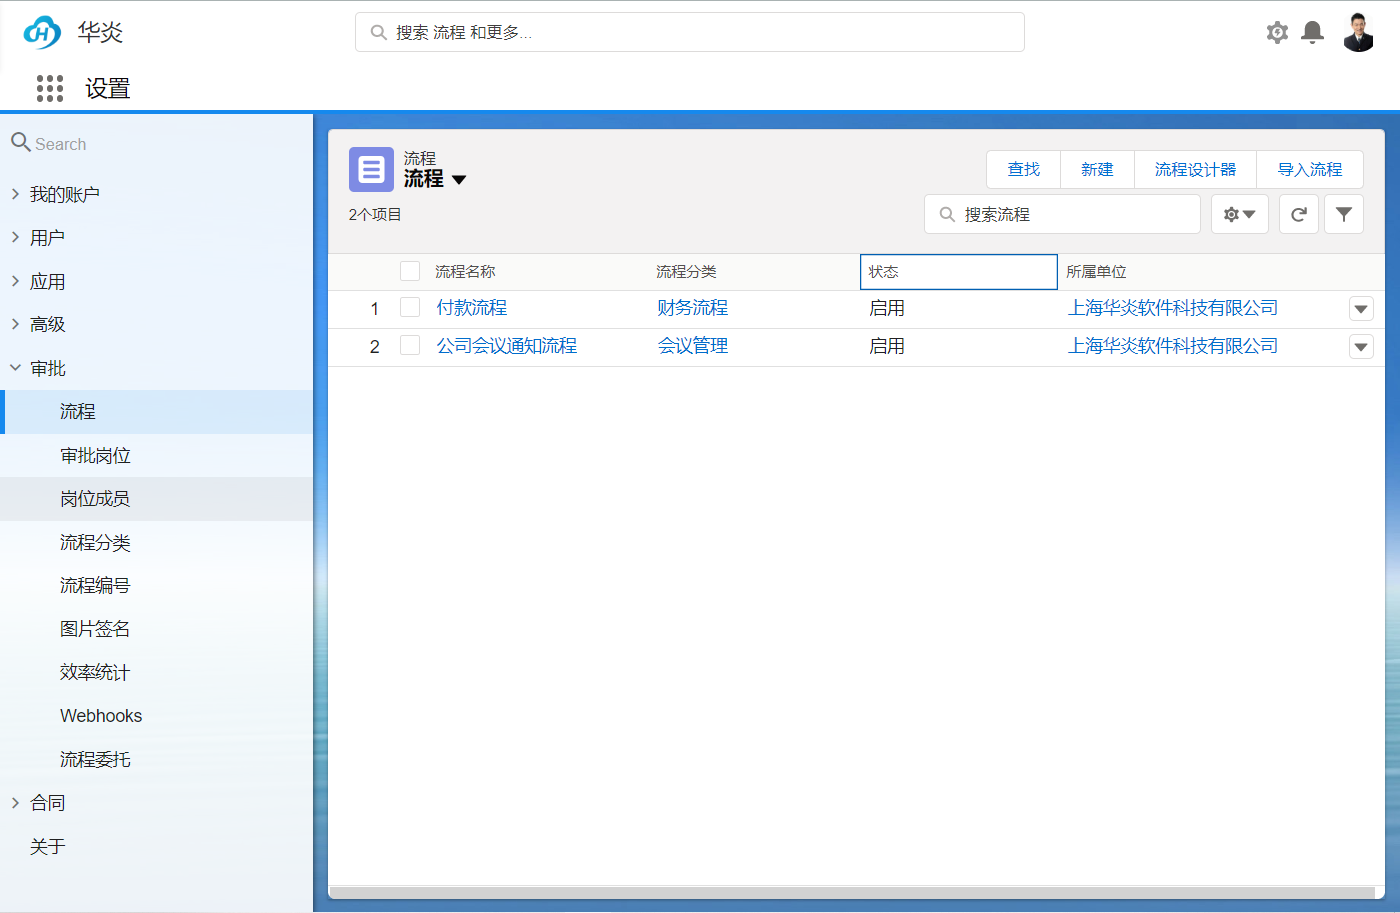 华炎
搜索 流程 和更多...
设置
Search
我的账户
用户
应用
高级
审批
流程
审批岗位
岗位成员
流程分类
流程编号
图片签名
效率统计
Webhooks
流程委托
合同
关于
流程
流程
2个项目
查找 新建 流程设计器 导入流程
搜索流程
流程名称 流程分类 状态 所属单位
1 付款流程 财务流程 启用 上海华炎软件科技有限公司
2 公司会议通知流程 会议管理 启用 上海华炎软件科技有限公司